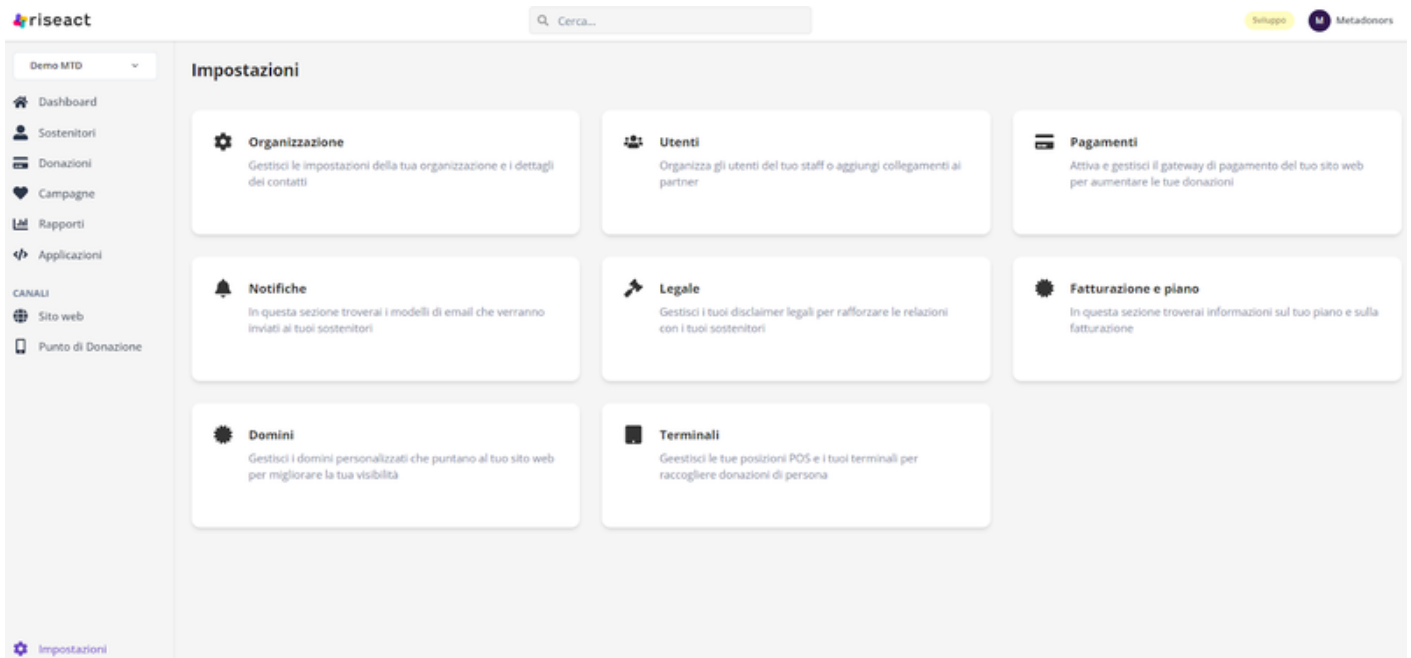 riseact
Cerca...
Sviluppo
M
Metadonors
Demo MTD
Dashboard
Sostenitori
Donazioni
Campagne
Rapporti
Applicazioni
CANALI
Sito web
Punto di Donazione
Impostazioni
Impostazioni
Organizzazione
Gestisci le impostazioni della tua organizzazione e i dettagli
dei contatti
Utenti
Organizza gli utenti del tuo staff o aggiungi collegamenti ai
partner
Pagamenti
Attiva e gestisci il gateway di pagamento del tuo sito web
per aumentare le tue donazioni
Notifiche
In questa sezione troverai i modelli di email che verranno
inviati ai tuoi sostenitori
Legale
Gestisci i tuoi disclaimer legali per rafforzare le relazioni
con i tuoi sostenitori
Fatturazione e piano
In questa sezione troverai informazioni sul tuo piano e sulla
fatturazione
Domini
Gestisci i domini personalizzati che puntano al tuo sito web
per migliorare la tua visibilità
Terminali
Geestisci le tue posizioni POS e i tuoi terminali per
raccogliere donazioni di persona